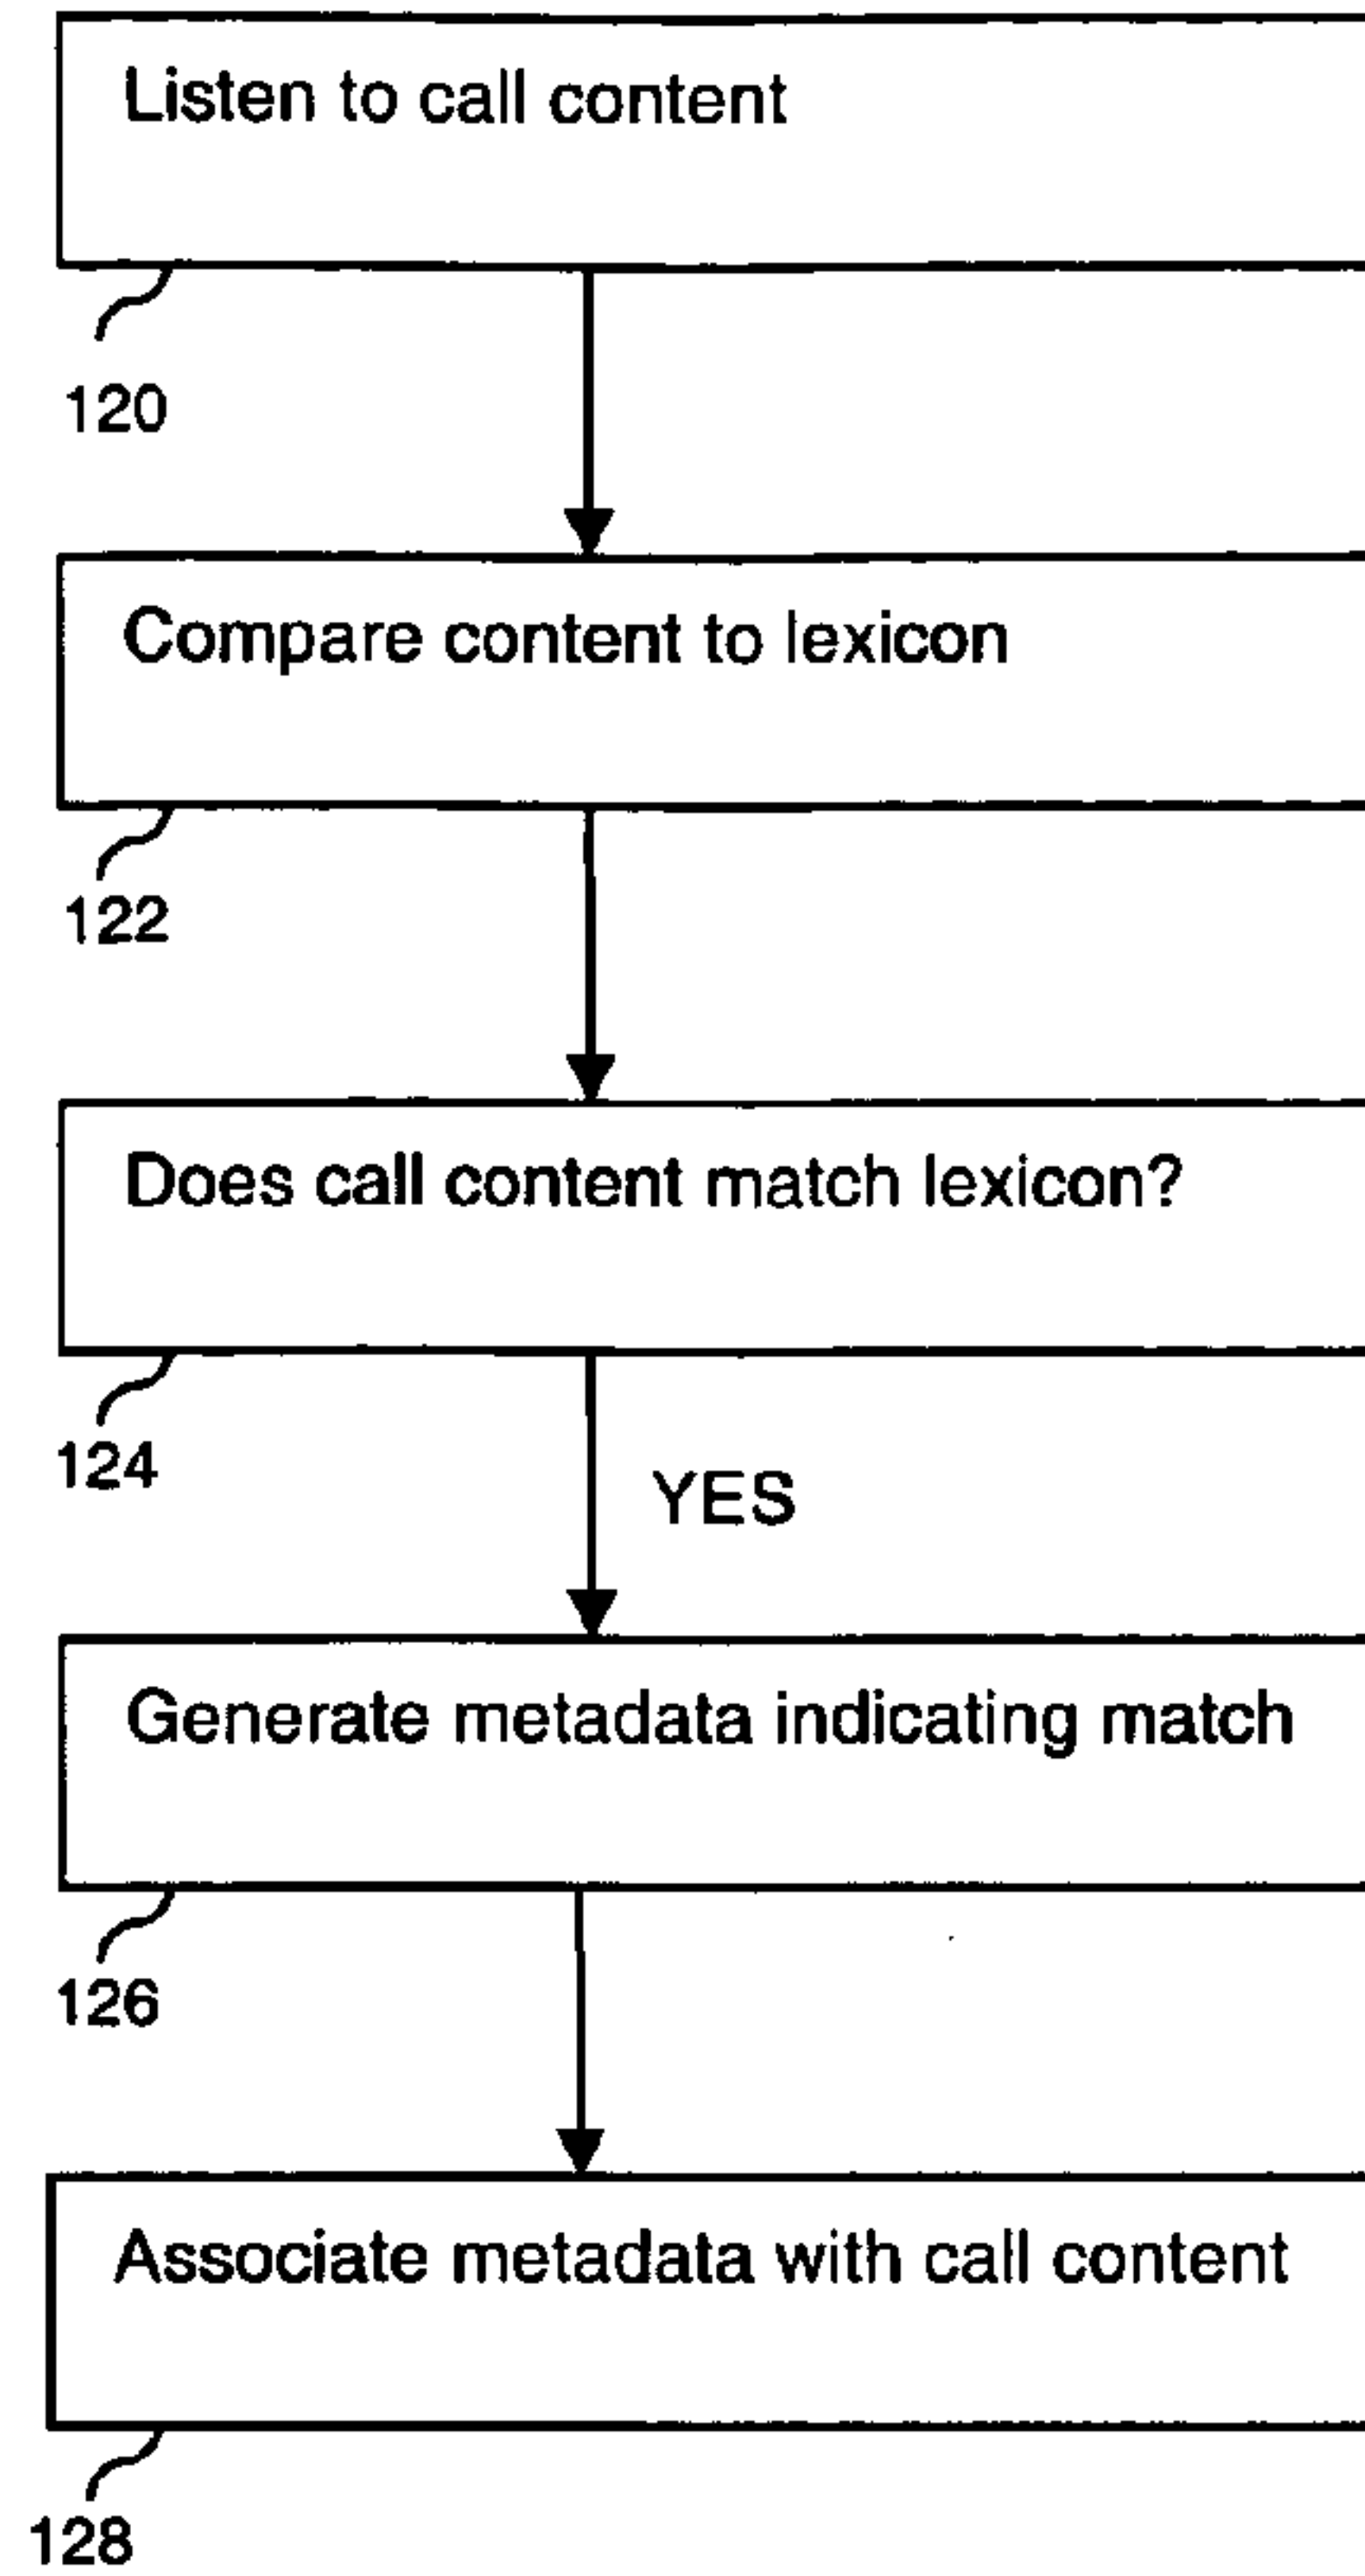 Listen to call content
120
Compare content to lexicon
122
Does call content match lexicon?
124
YES
Generate metadata indicating match
126
Associate metadata with call content
128